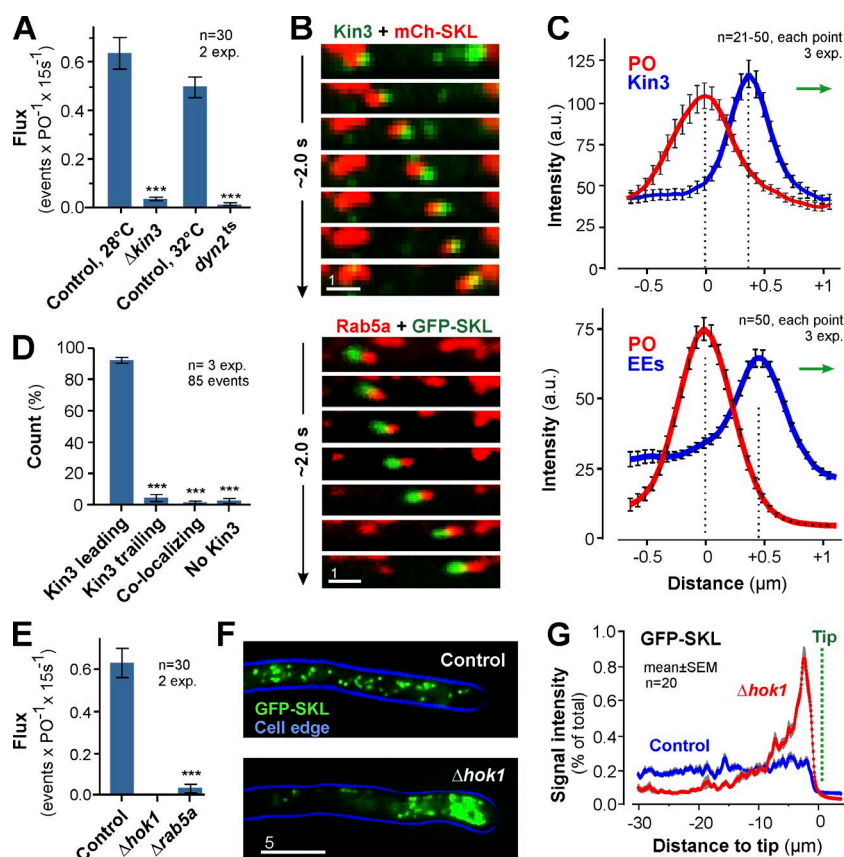 A
n=30
2 exp.
Flux
(events x PO⁻¹ x 15s⁻¹)
0.6
0.4
0.2
0.0
***
***
Control, 28°C
Δkin3
Control, 32°C
dyn2ᵗˢ
B
Kin3 + mCh-SKL
~2.0 s
1
Rab5a + GFP-SKL
~2.0 s
1
C
n=21-50, each point
3 exp.
PO
Kin3
Intensity (a.u.)
125
100
75
50
25
0
-0.5
0
+0.5
+1
n=50, each point
3 exp.
PO
EEs
Intensity (a.u.)
75
50
25
0
-0.5
0
+0.5
+1
Distance (µm)
D
n= 3 exp.
85 events
Count (%)
100
80
60
40
20
0
***
***
***
Kin3 leading
Kin3 trailing
Co-localizing
No Kin3
E
n=30
2 exp.
Flux
(events x PO⁻¹ x 15s⁻¹)
0.6
0.4
0.2
0.0
***
Control
Δhok1
Δrab5a
F
Control
GFP-SKL
Cell edge
Δhok1
5
G
GFP-SKL
Tip
mean±SEM
n=20
Δhok1
Control
Signal intensity
(% of total)
1.0
0.8
0.6
0.4
0.2
0.0
-30
-20
-10
0
Distance to tip (µm)